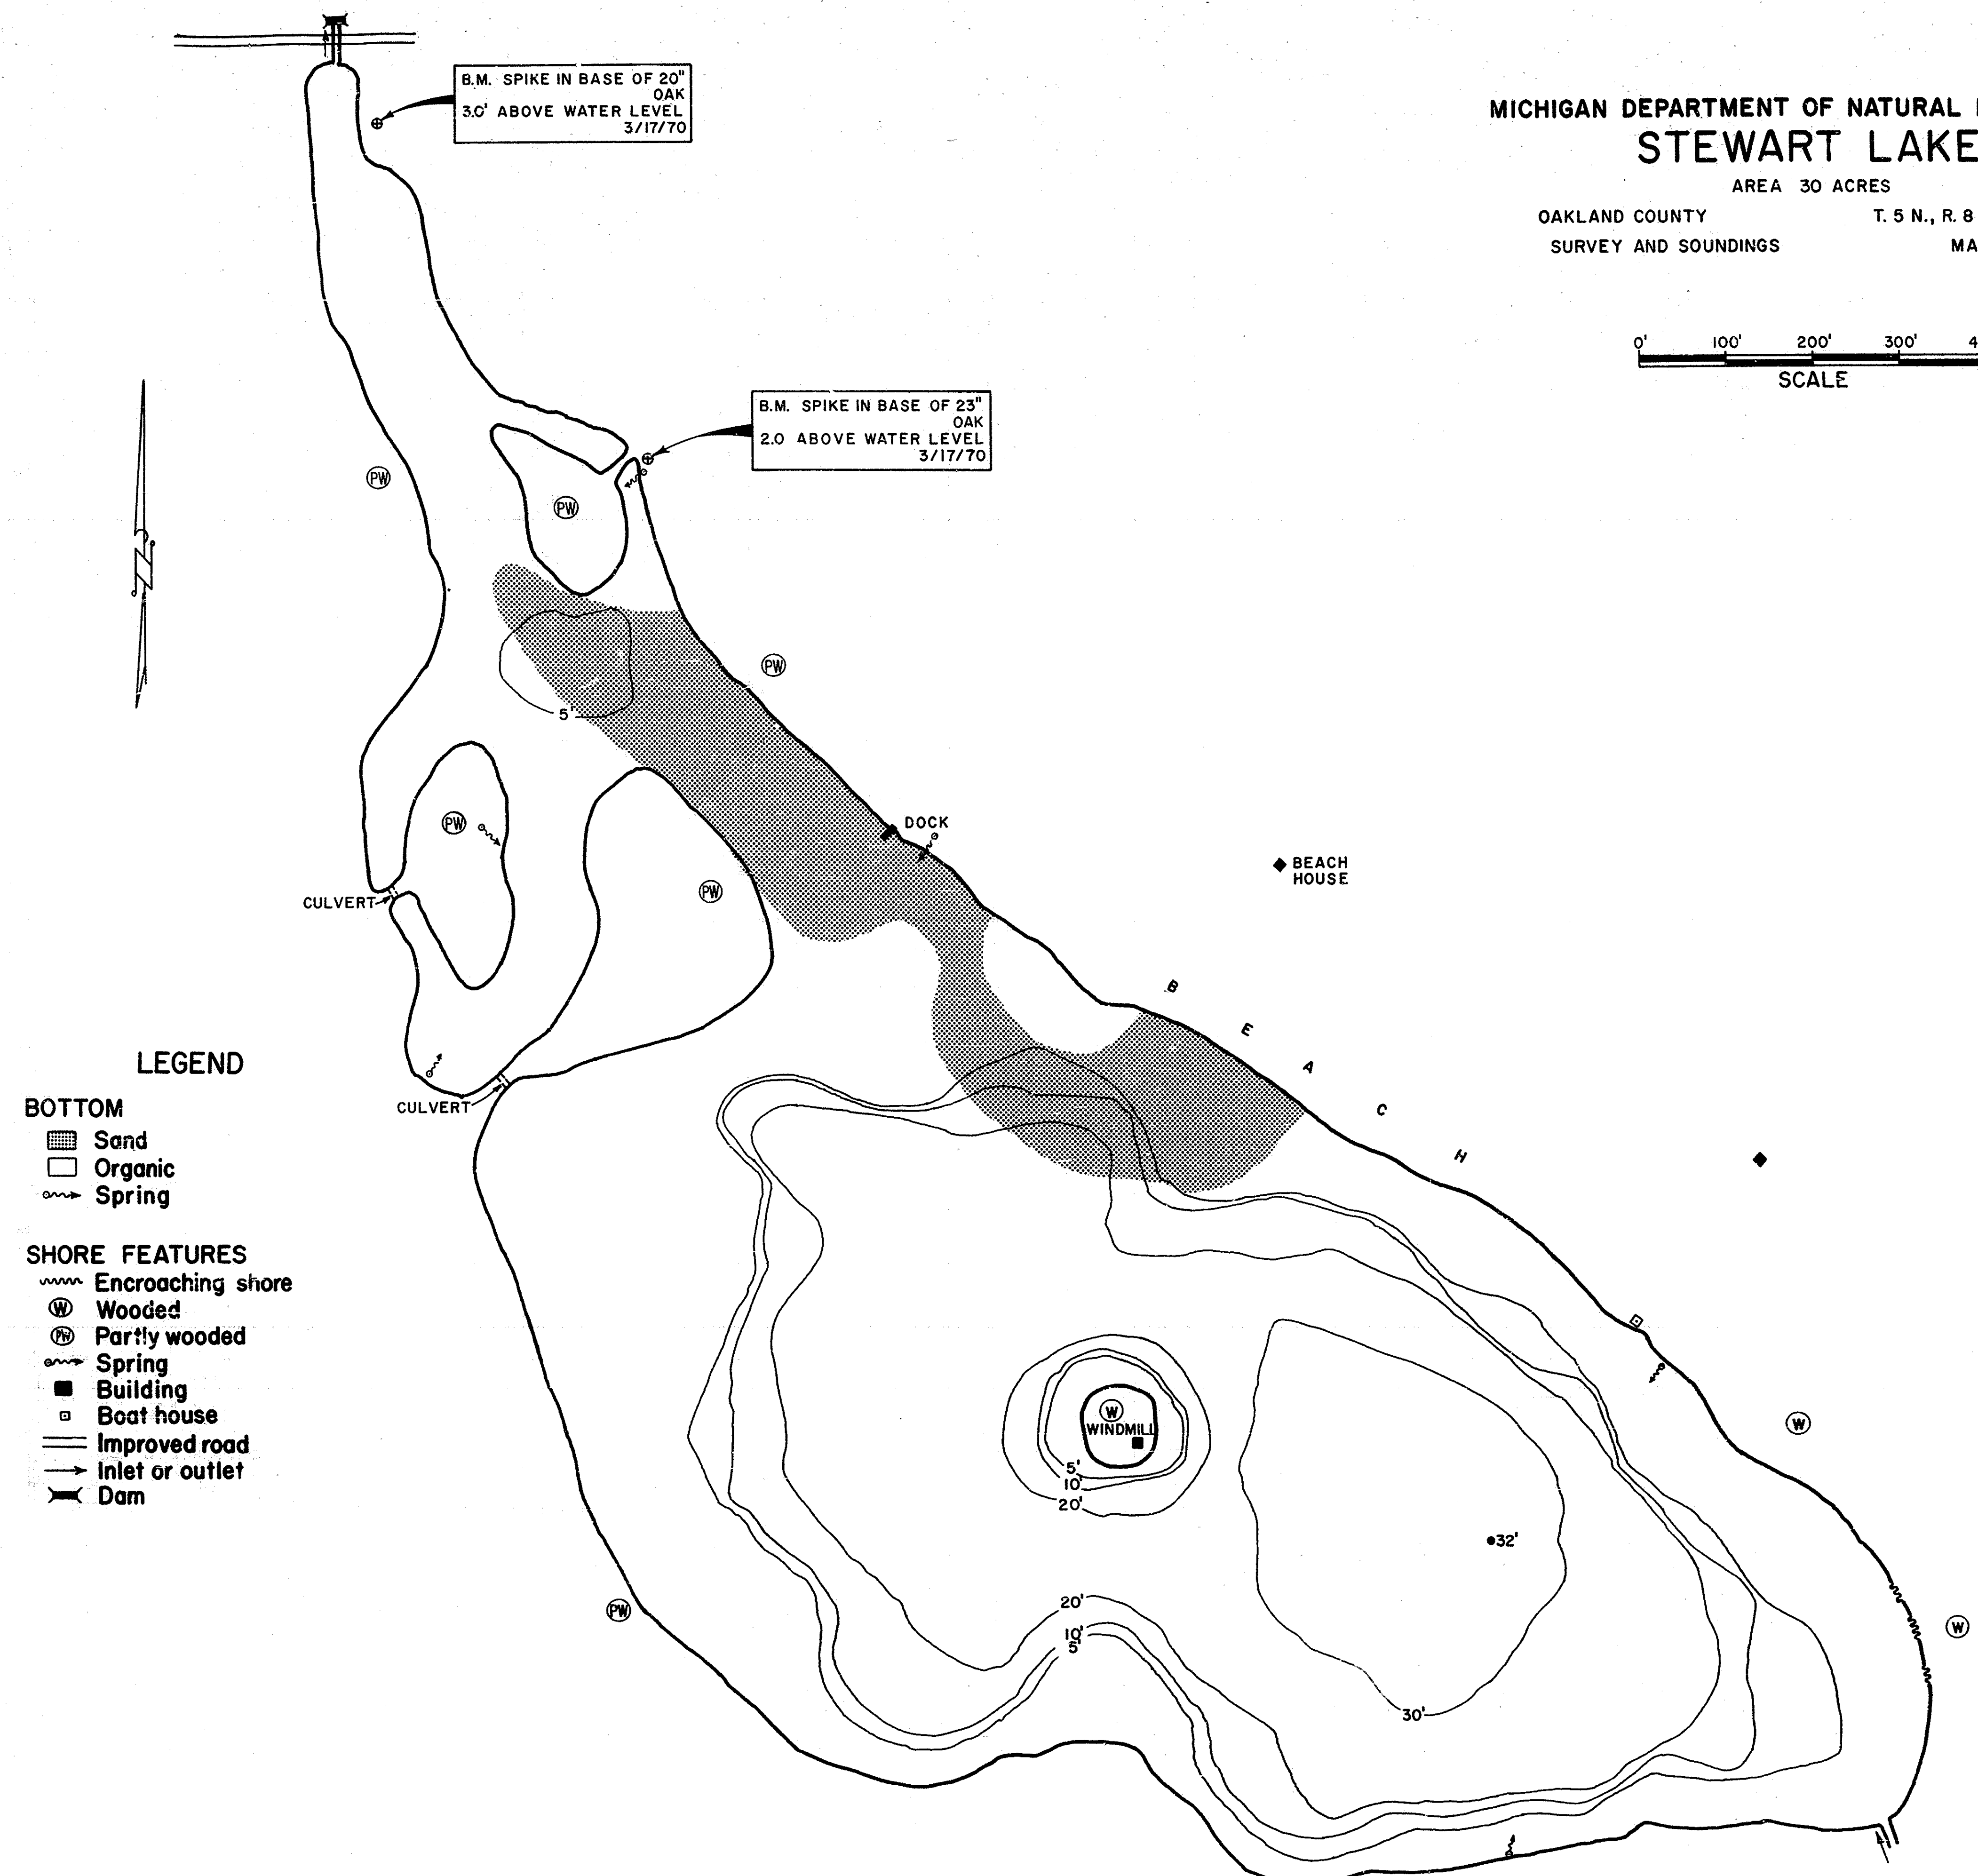 B.M. SPIKE IN BASE OF 20"
OAK
3.0' ABOVE WATER LEVEL
3/17/70
MICHIGAN DEPARTMENT OF NATURAL
STEWART LAKE
AREA 30 ACRES
OAKLAND COUNTY T. 5 N., R. 8
SURVEY AND SOUNDINGS MA
0' 100' 200' 300' 4
SCALE
B.M. SPIKE IN BASE OF 23"
OAK
2.0 ABOVE WATER LEVEL
3/17/70
N
PW
PW
PW
5'
DOCK
PW
BEACH
HOUSE
PW
CULVERT
BEACH
CULVERT
LEGEND
BOTTOM
Sand
Organic
Spring
SHORE FEATURES
Encroaching shore
W Wooded
PW Partly wooded
Spring
Building
Boat house
Improved road
Inlet or outlet
Dam
W
WINDMILL
5'
10'
20'
W
32'
20'
10'
5'
PW
W
30'